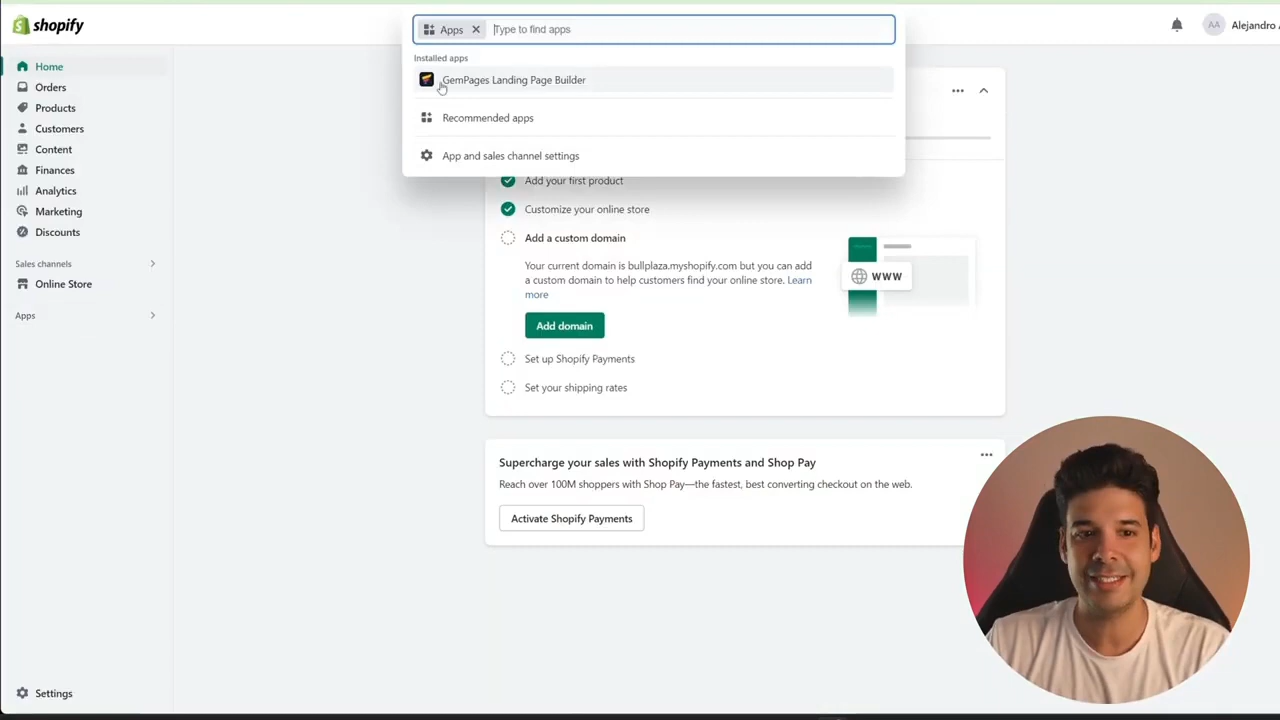 shopify
Apps
Type to find apps
AA
Alejandro
Installed apps
GemPages Landing Page Builder
Recommended apps
App and sales channel settings
Home
Orders
Products
Customers
Content
Finances
Analytics
Marketing
Discounts
Sales channels
Online Store
Apps
Settings
Add your first product
Customize your online store
Add a custom domain
Your current domain is bullplaza.myshopify.com but you can add
a custom domain to help customers find your online store. Learn
more
WWW
Add domain
Set up Shopify Payments
Set your shipping rates
Supercharge your sales with Shopify Payments and Shop Pay
Reach over 100M shoppers with Shop Pay—the fastest, best converting checkout on the web.
Activate Shopify Payments